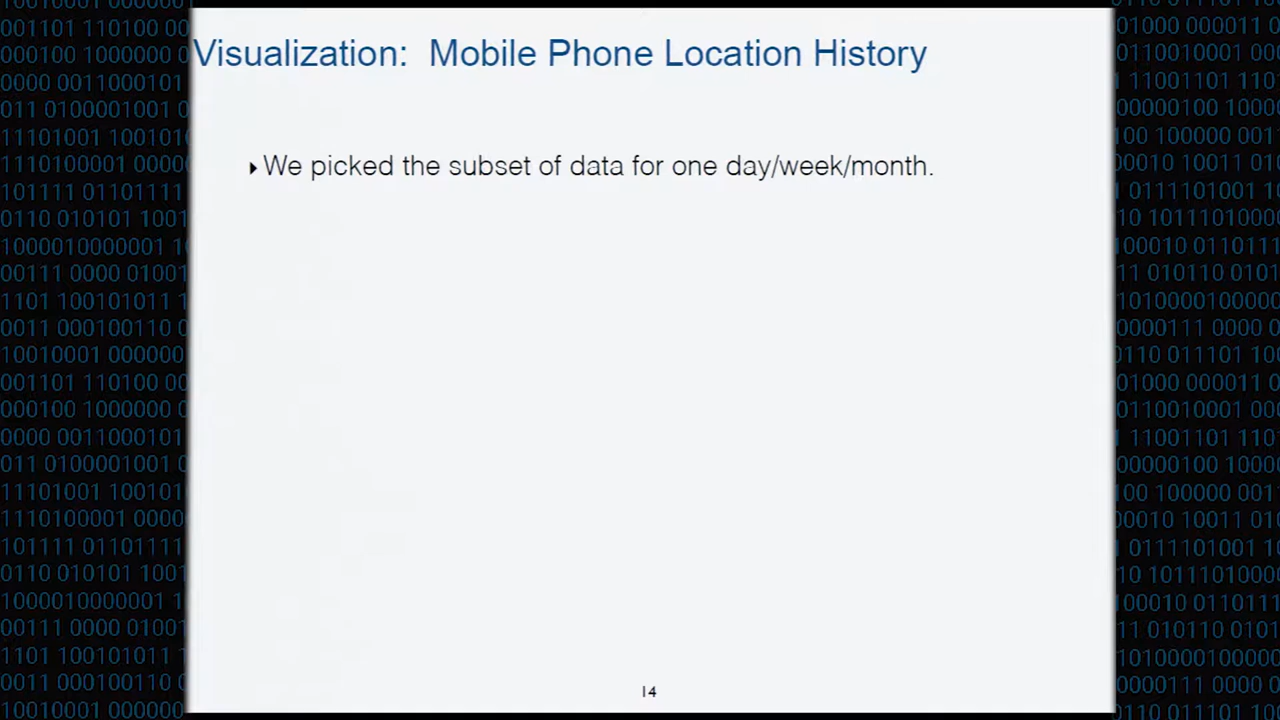 Visualization: Mobile Phone Location History
We picked the subset of data for one day/week/month.
14